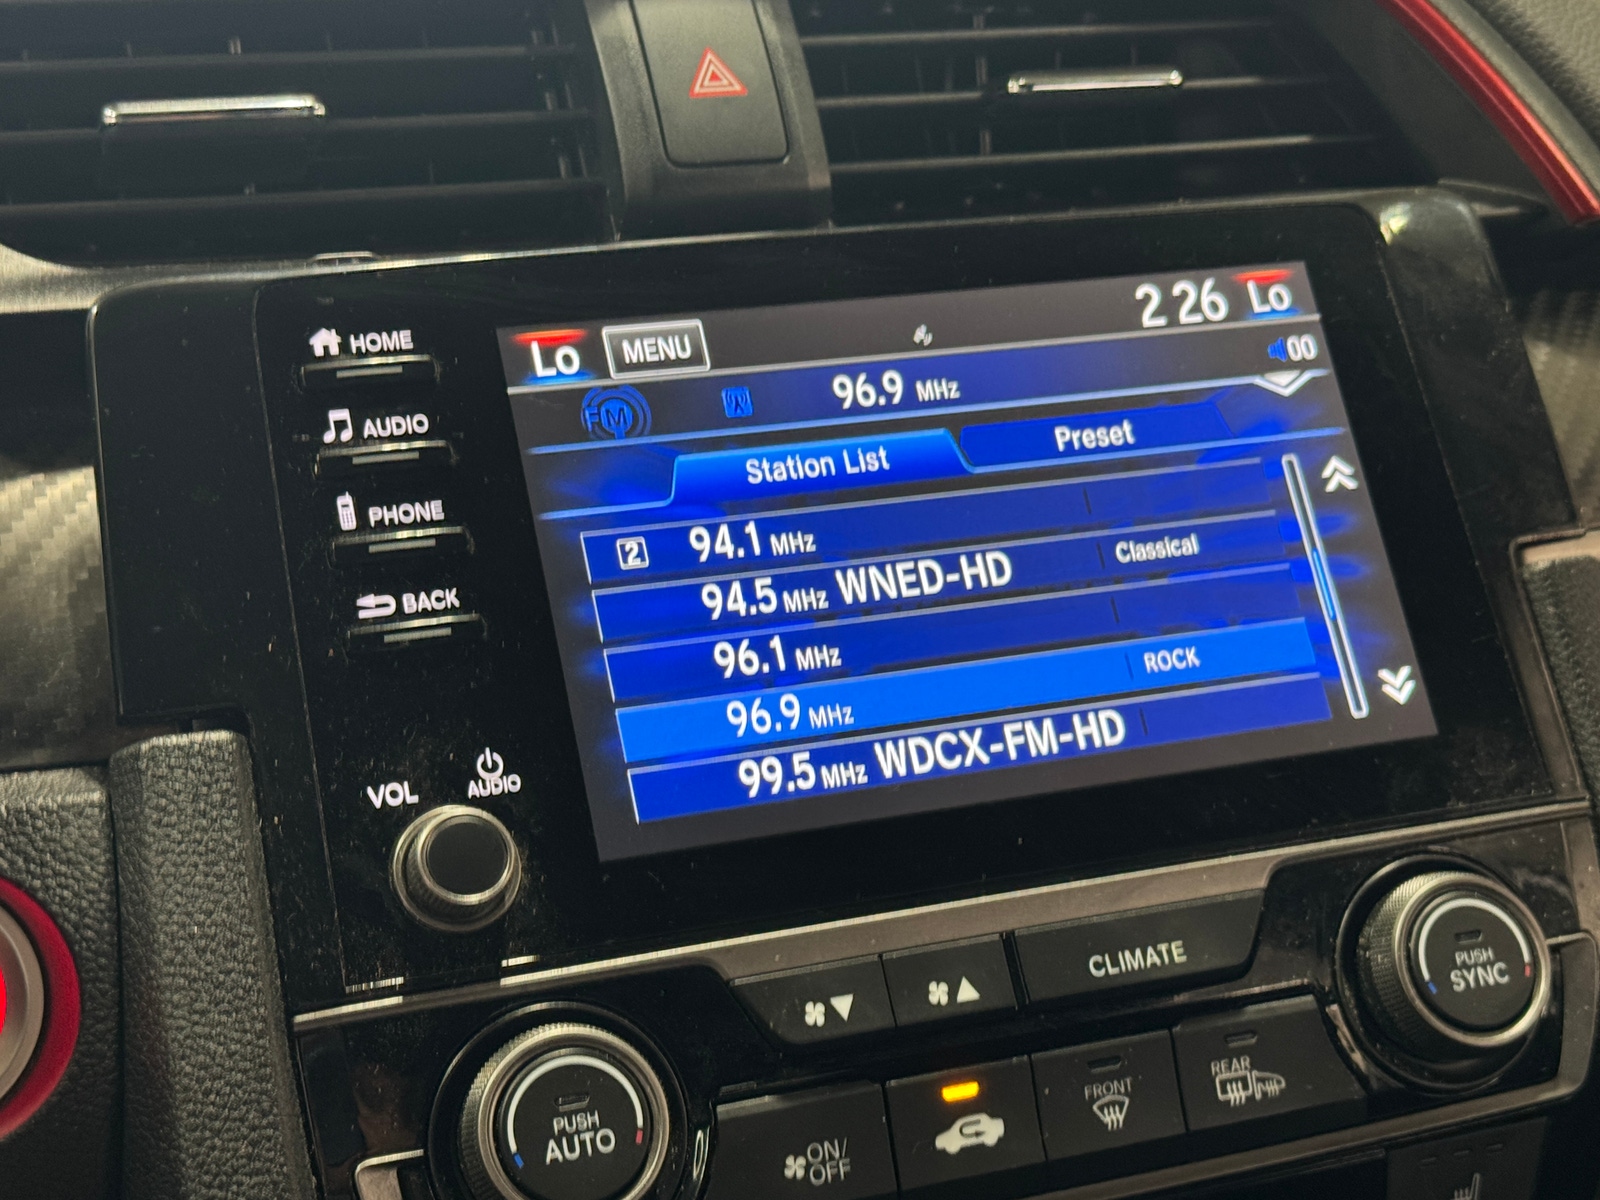 HOME
AUDIO
PHONE
BACK
VOL
AUDIO
Lo MENU 2 26 Lo
00
FM 96.9 MHz
Station List Preset
2 94.1 MHz
94.5 MHz WNED-HD Classical
96.1 MHz
96.9 MHz ROCK
99.5 MHz WDCX-FM-HD
CLIMATE
PUSH
SYNC
PUSH
AUTO
ON/
OFF
FRONT
REAR